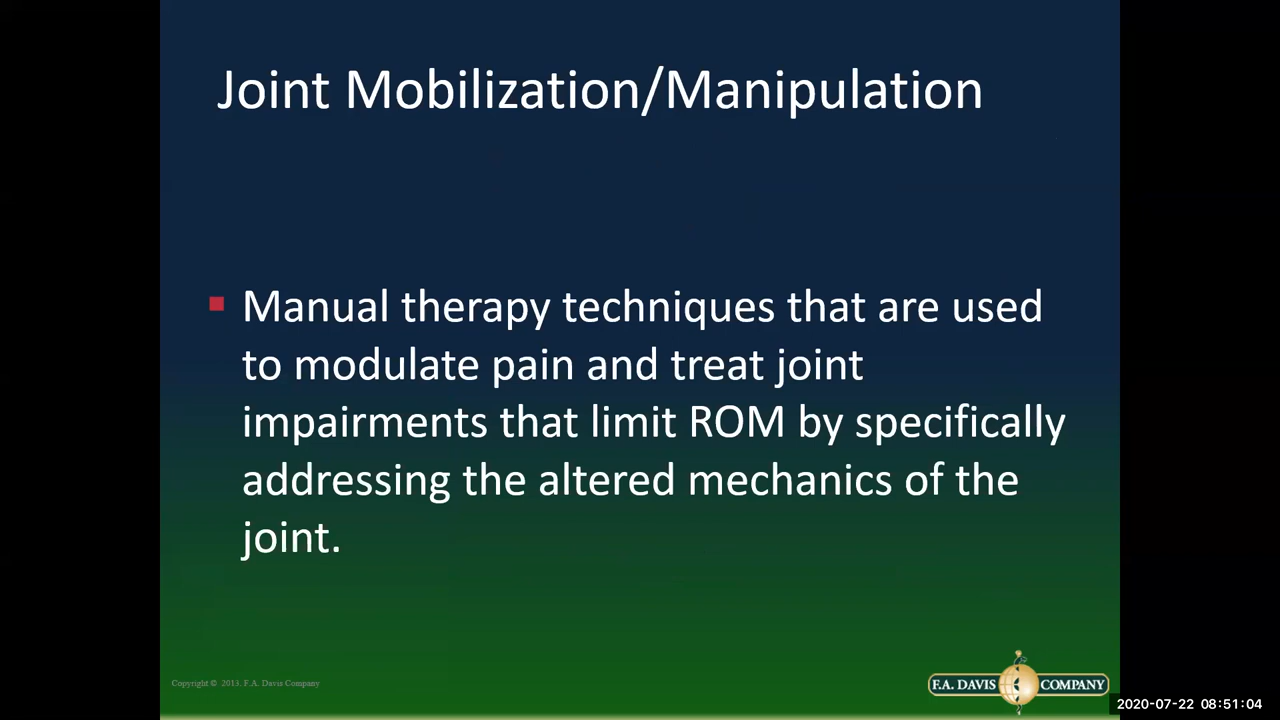 Joint Mobilization/Manipulation
Manual therapy techniques that are used
to modulate pain and treat joint
impairments that limit ROM by specifically
addressing the altered mechanics of the
joint.
Copyright © 2013. F.A. Davis Company
F.A. DAVIS COMPANY
2020-07-22 08:51:04